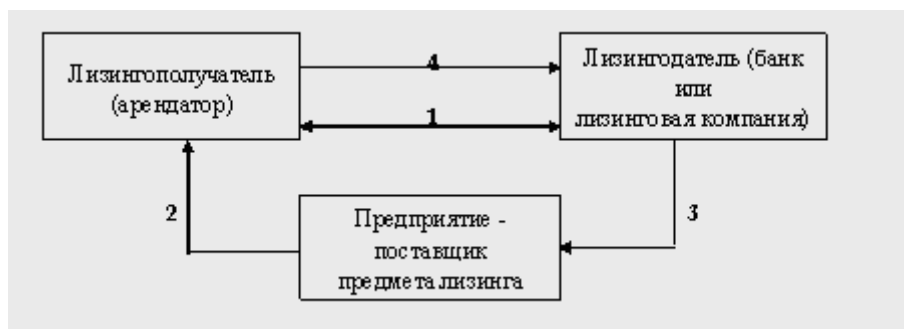 Лизингополучатель
(арендатор)
4
1
Лизингодатель (банк
или
лизинговая компания)
2
Предприятие -
поставщик
предмета лизинга
3